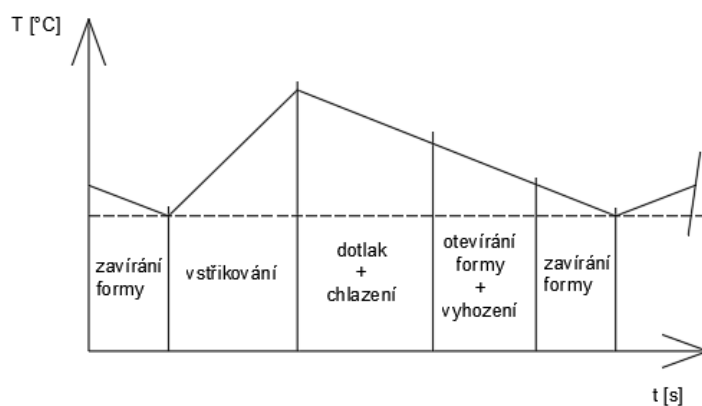 T [°C]
zavírání
formy
vstřikování
dotlak
+
chlazení
otevírání
formy
+
vyhození
zavírání
formy
t [s]